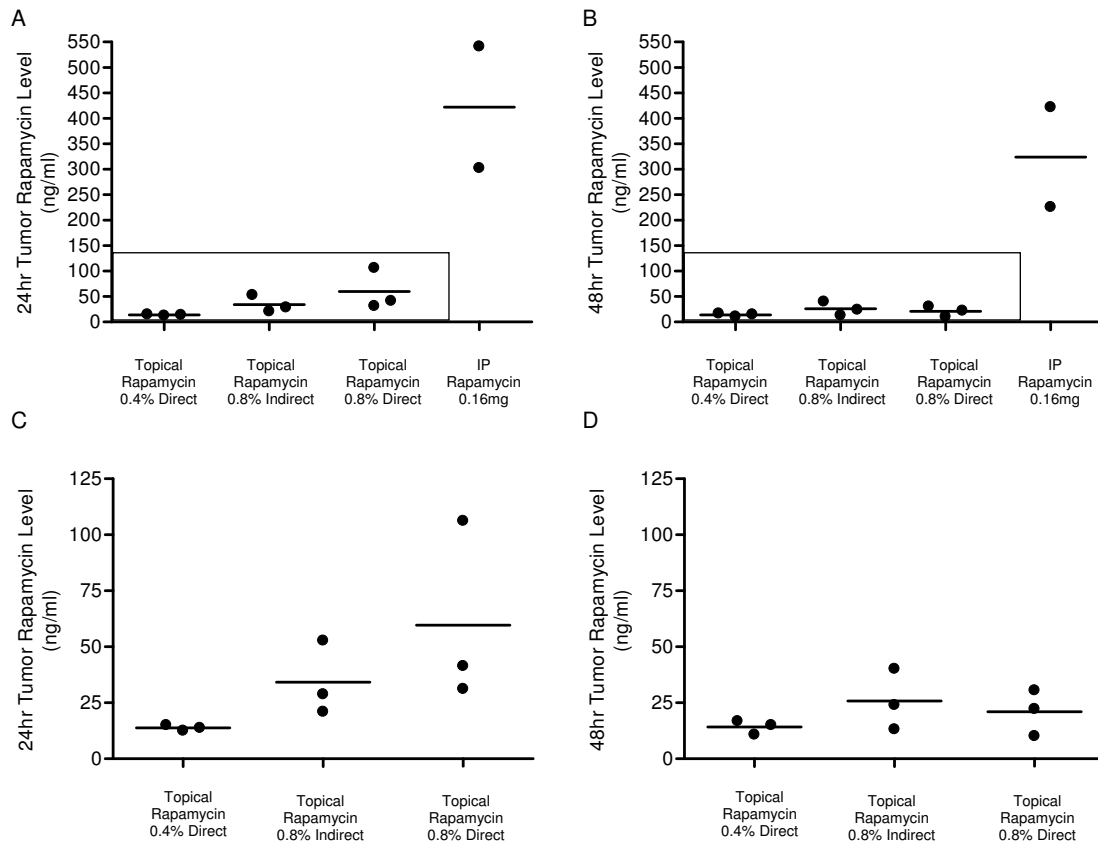 A
24hr Tumor Rapamycin Level
(ng/ml)
550
500
450
400
350
300
250
200
150
100
50
0
Topical
Rapamycin
0.4% Direct
Topical
Rapamycin
0.8% Indirect
Topical
Rapamycin
0.8% Direct
IP
Rapamycin
0.16mg
B
48hr Tumor Rapamycin Level
(ng/ml)
550
500
450
400
350
300
250
200
150
100
50
0
Topical
Rapamycin
0.4% Direct
Topical
Rapamycin
0.8% Indirect
Topical
Rapamycin
0.8% Direct
IP
Rapamycin
0.16mg
C
24hr Tumor Rapamycin Level
(ng/ml)
125
100
75
50
25
0
Topical
Rapamycin
0.4% Direct
Topical
Rapamycin
0.8% Indirect
Topical
Rapamycin
0.8% Direct
D
48hr Tumor Rapamycin Level
(ng/ml)
125
100
75
50
25
0
Topical
Rapamycin
0.4% Direct
Topical
Rapamycin
0.8% Indirect
Topical
Rapamycin
0.8% Direct